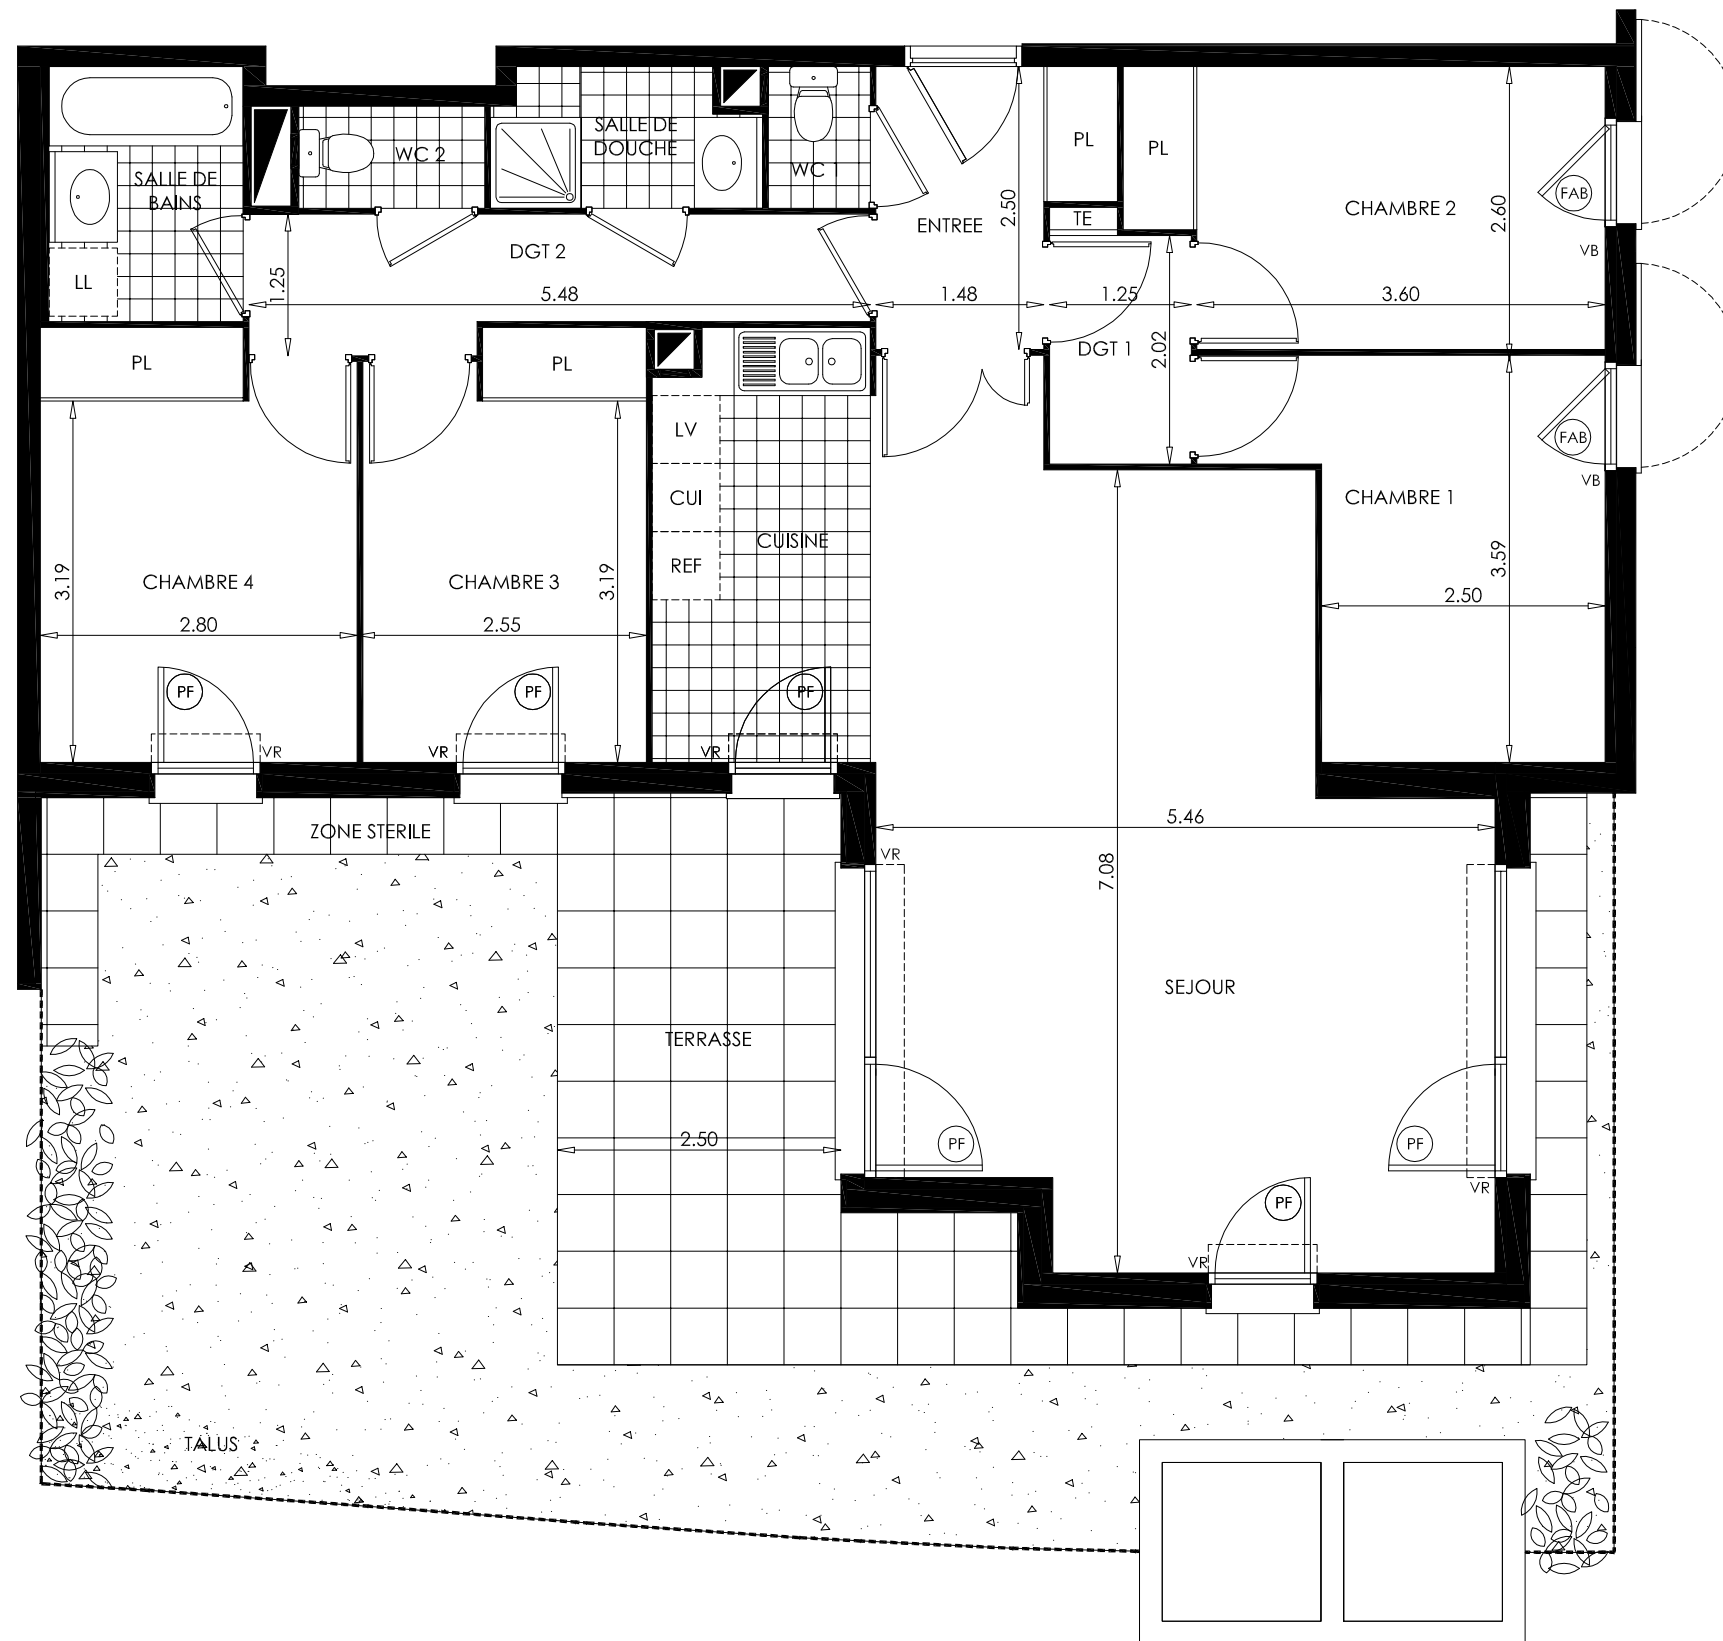 SALLE DE
BAINS
LL
WC 2
SALLE DE
DOUCHE
WC 1
ENTREE
2.50
PL
PL
TE
CHAMBRE 2
2.60
FAB
VB
DGT 2
1.25
5.48
1.48
1.25
3.60
DGT 1
2.02
PL
PL
LV
CUI
REF
CUISINE
CHAMBRE 1
FAB
VB
3.59
2.50
CHAMBRE 4
3.19
2.80
CHAMBRE 3
3.19
2.55
PF
VR
PF
VR
PF
VR
ZONE STERILE
5.46
VR
7.08
SEJOUR
TERRASSE
2.50
PF
PF
VR
PF
VR
TALUS